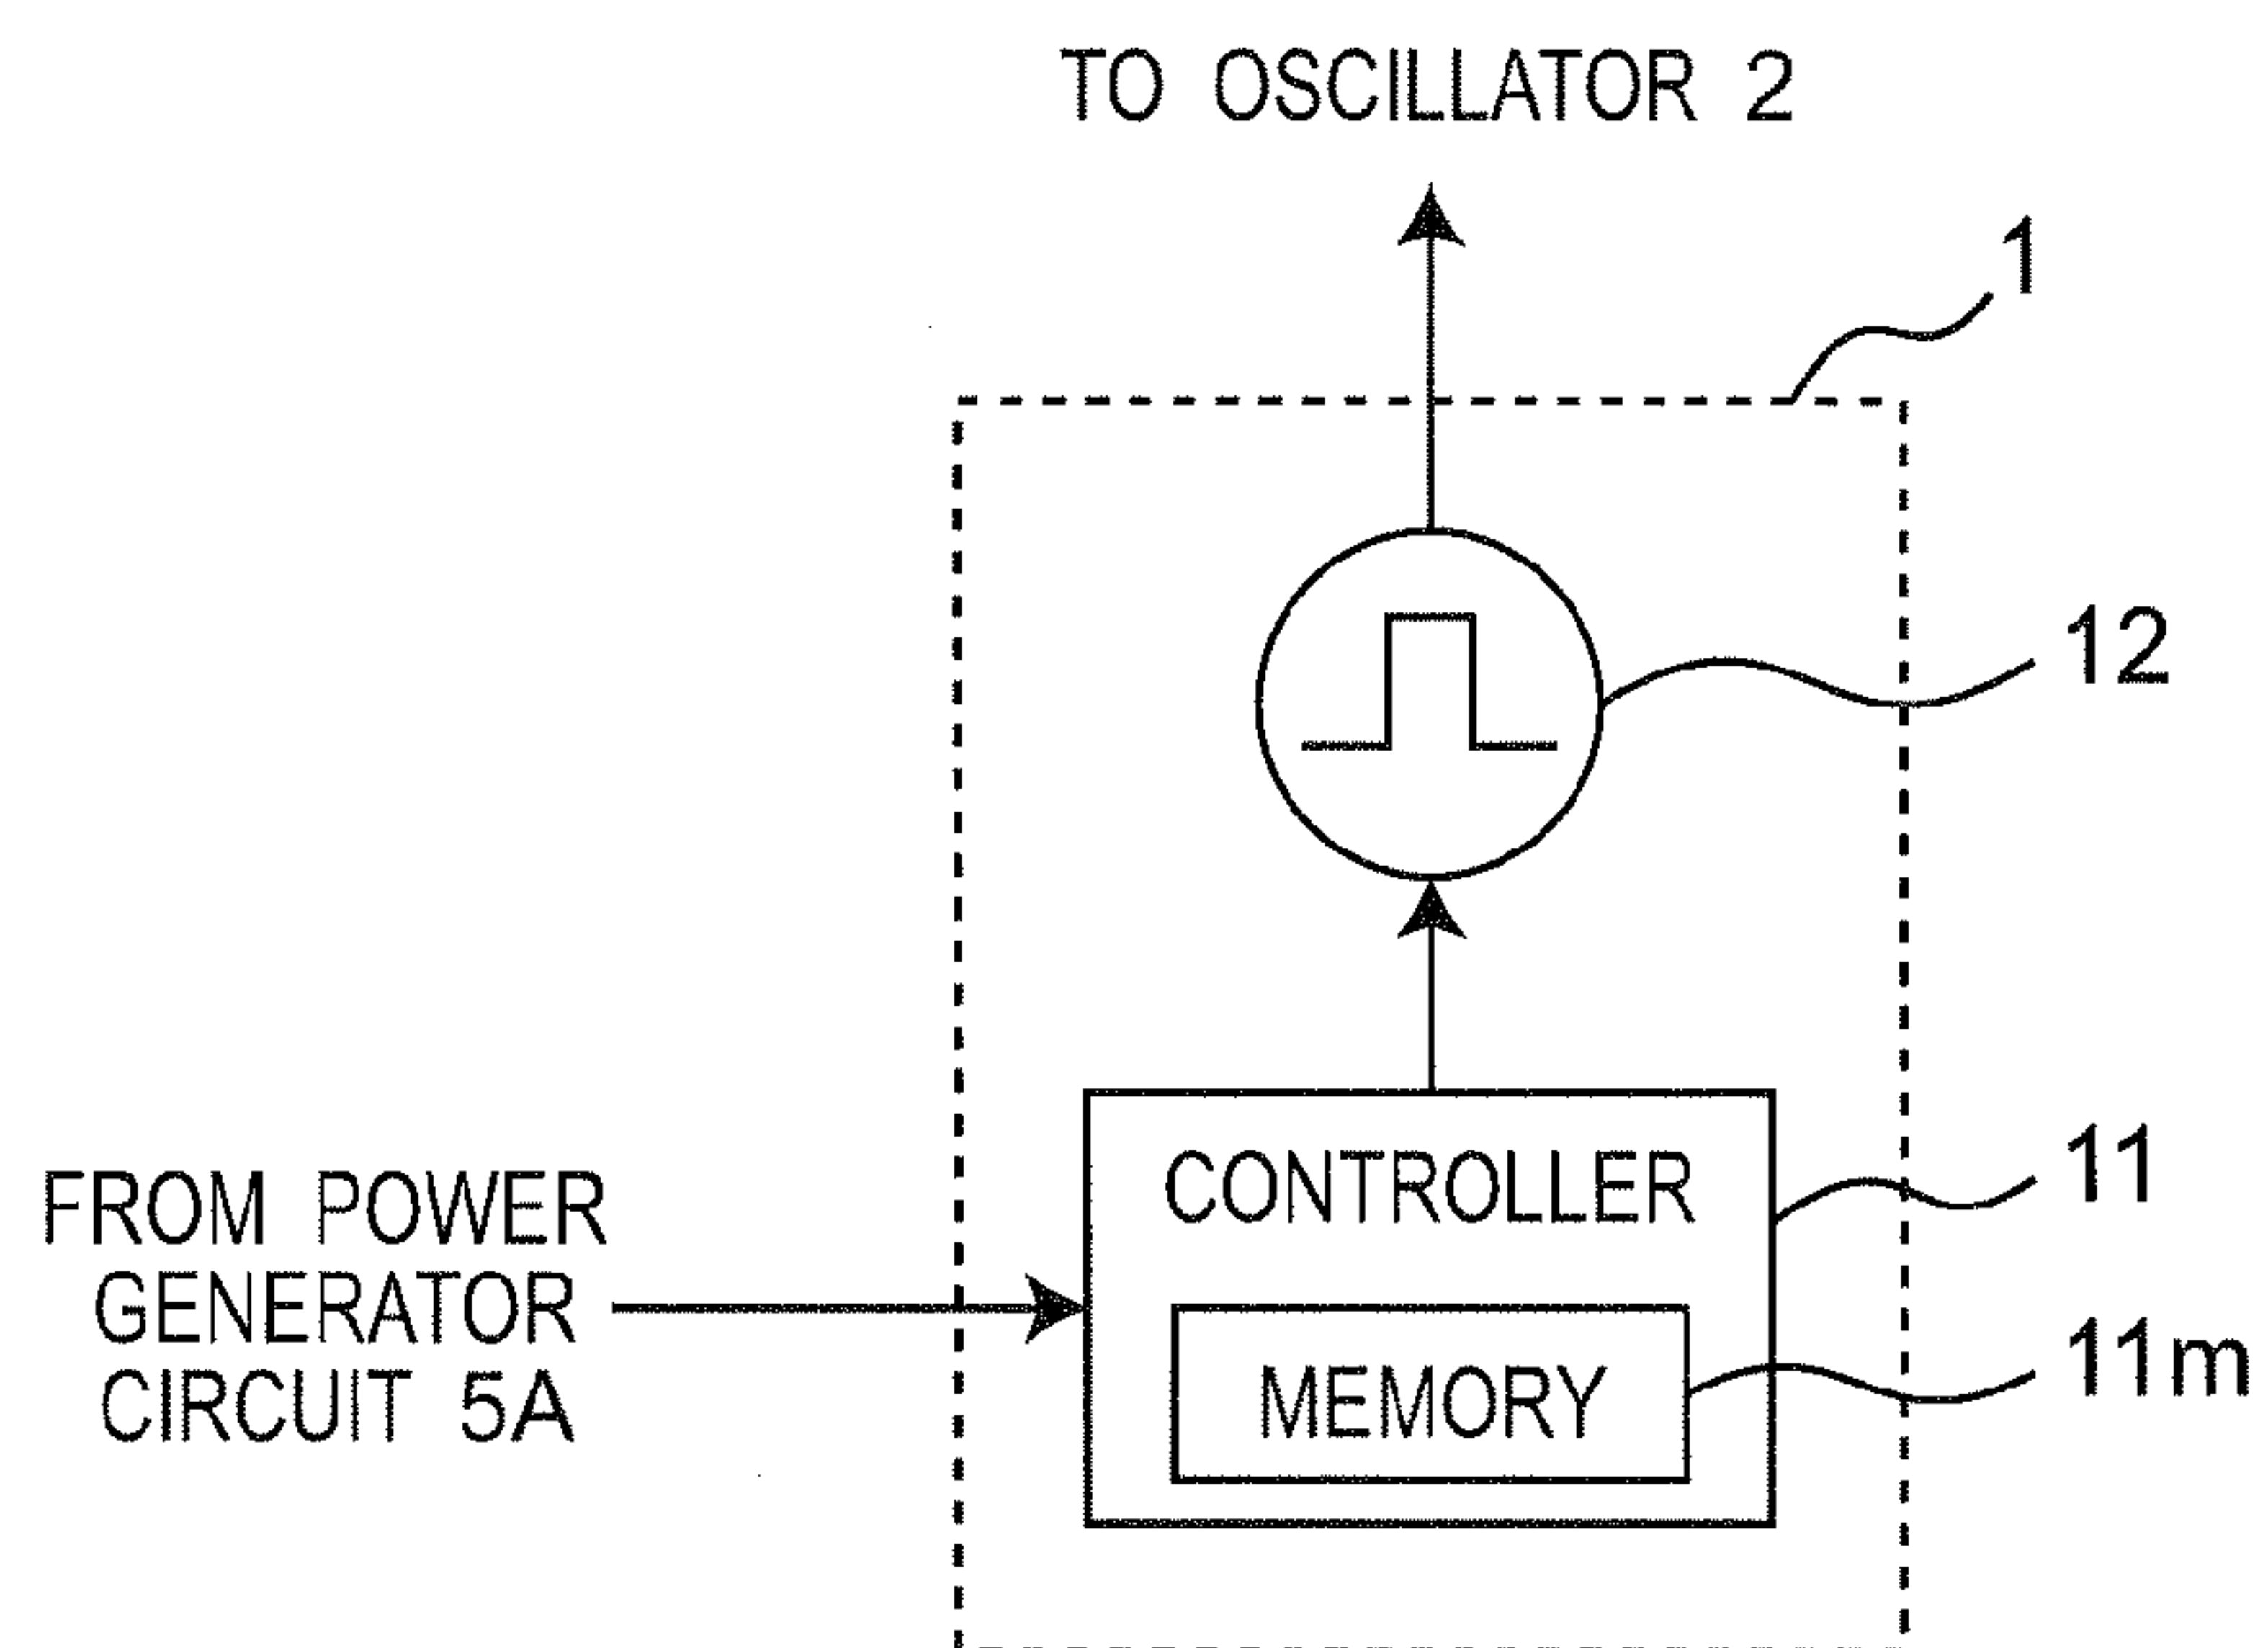 TO OSCILLATOR 2
1
12
CONTROLLER
11
FROM POWER
GENERATOR
CIRCUIT 5A
MEMORY
11m